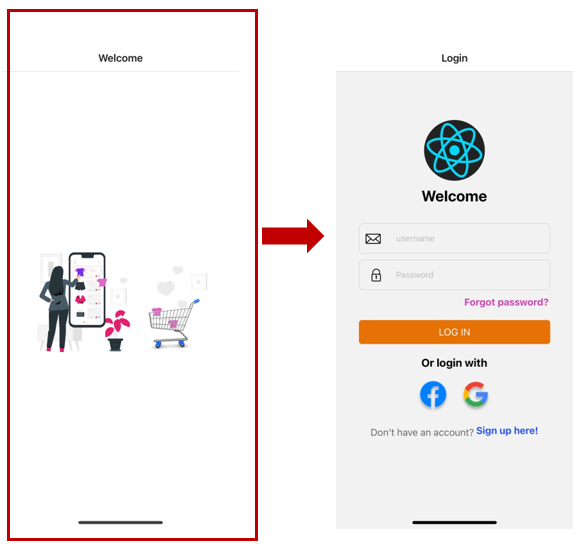 Welcome
Login
Welcome
username
Password
Forgot password?
LOG IN
Or login with
Don't have an account? Sign up here!